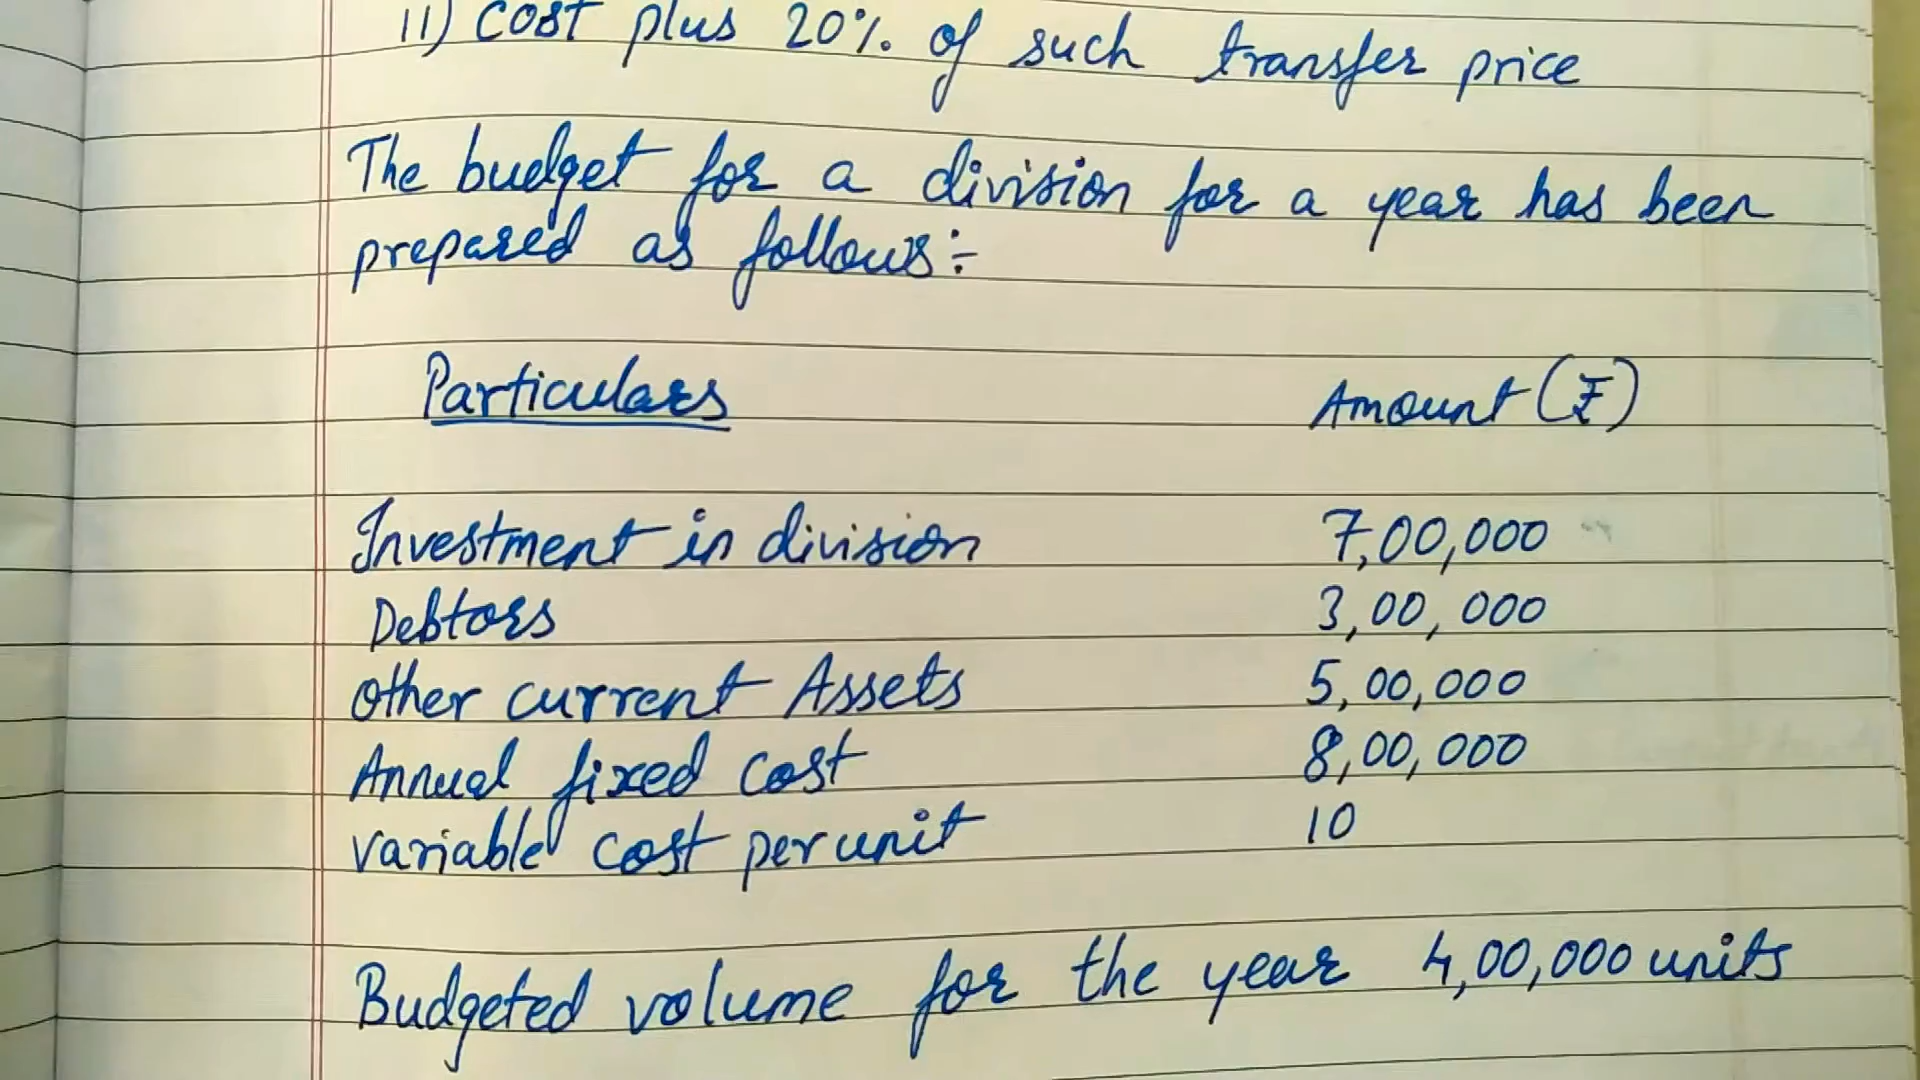 11) cost plus 20% of such transfer price
The budget for a division for a year has been
prepared as follows:-
Particulars Amount (₹)
Investment in division 7,00,000
Debtors 3,00,000
Other current Assets 5,00,000
Annual fixed cost 8,00,000
variable cost per unit 10
Budgeted volume for the year 4,00,000 units